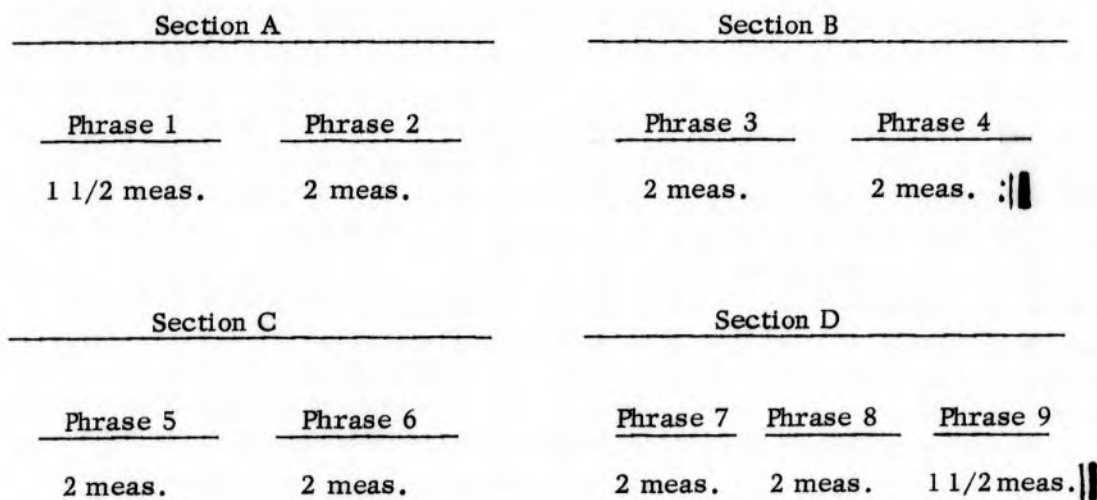 Section A Section B
Phrase 1 Phrase 2 Phrase 3 Phrase 4
1 1/2 meas. 2 meas. 2 meas. 2 meas. :||
Section C Section D
Phrase 5 Phrase 6 Phrase 7 Phrase 8 Phrase 9
2 meas. 2 meas. 2 meas. 2 meas. 1 1/2 meas. ||